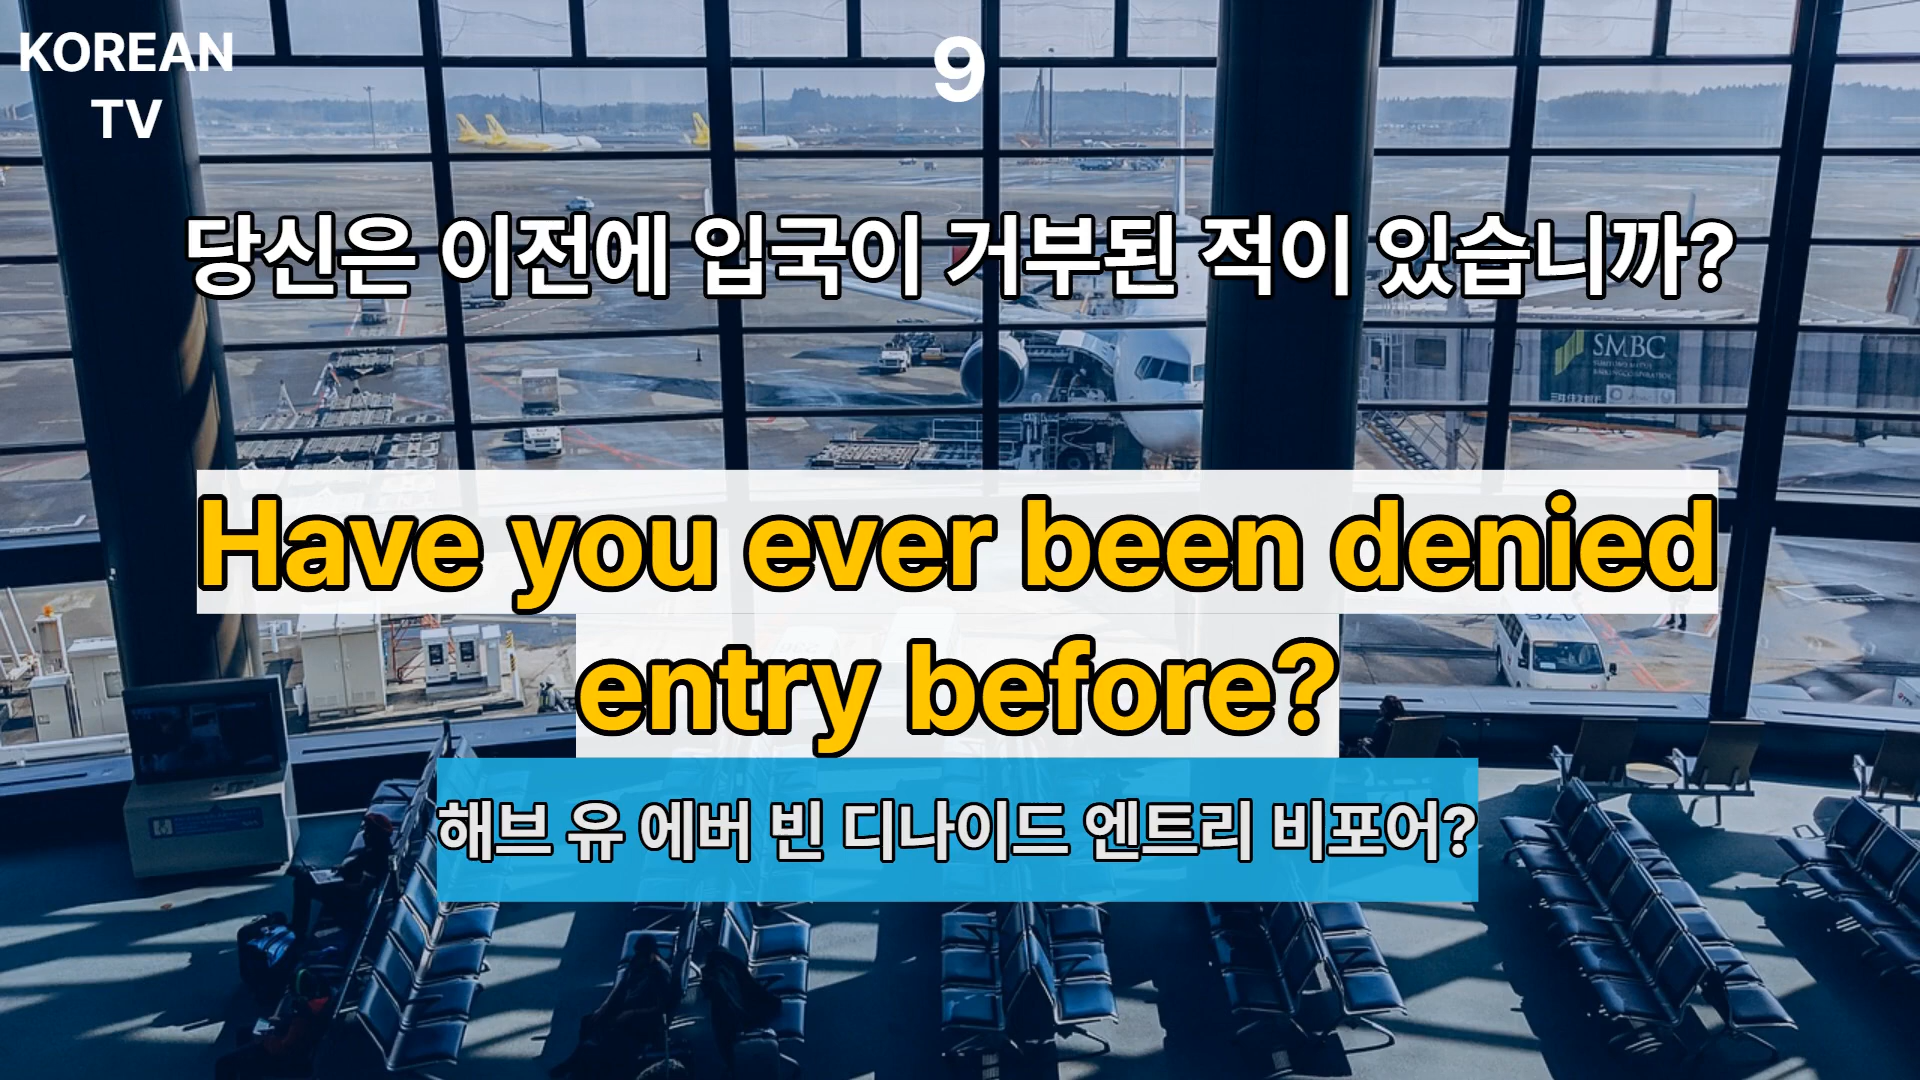 KOREAN
TV
9
당신은 이전에 입국이 거부된 적이 있습니까?
SMBC
Have you ever been denied
entry before?
해브 유 에버 빈 디나이드 엔트리 비포어?